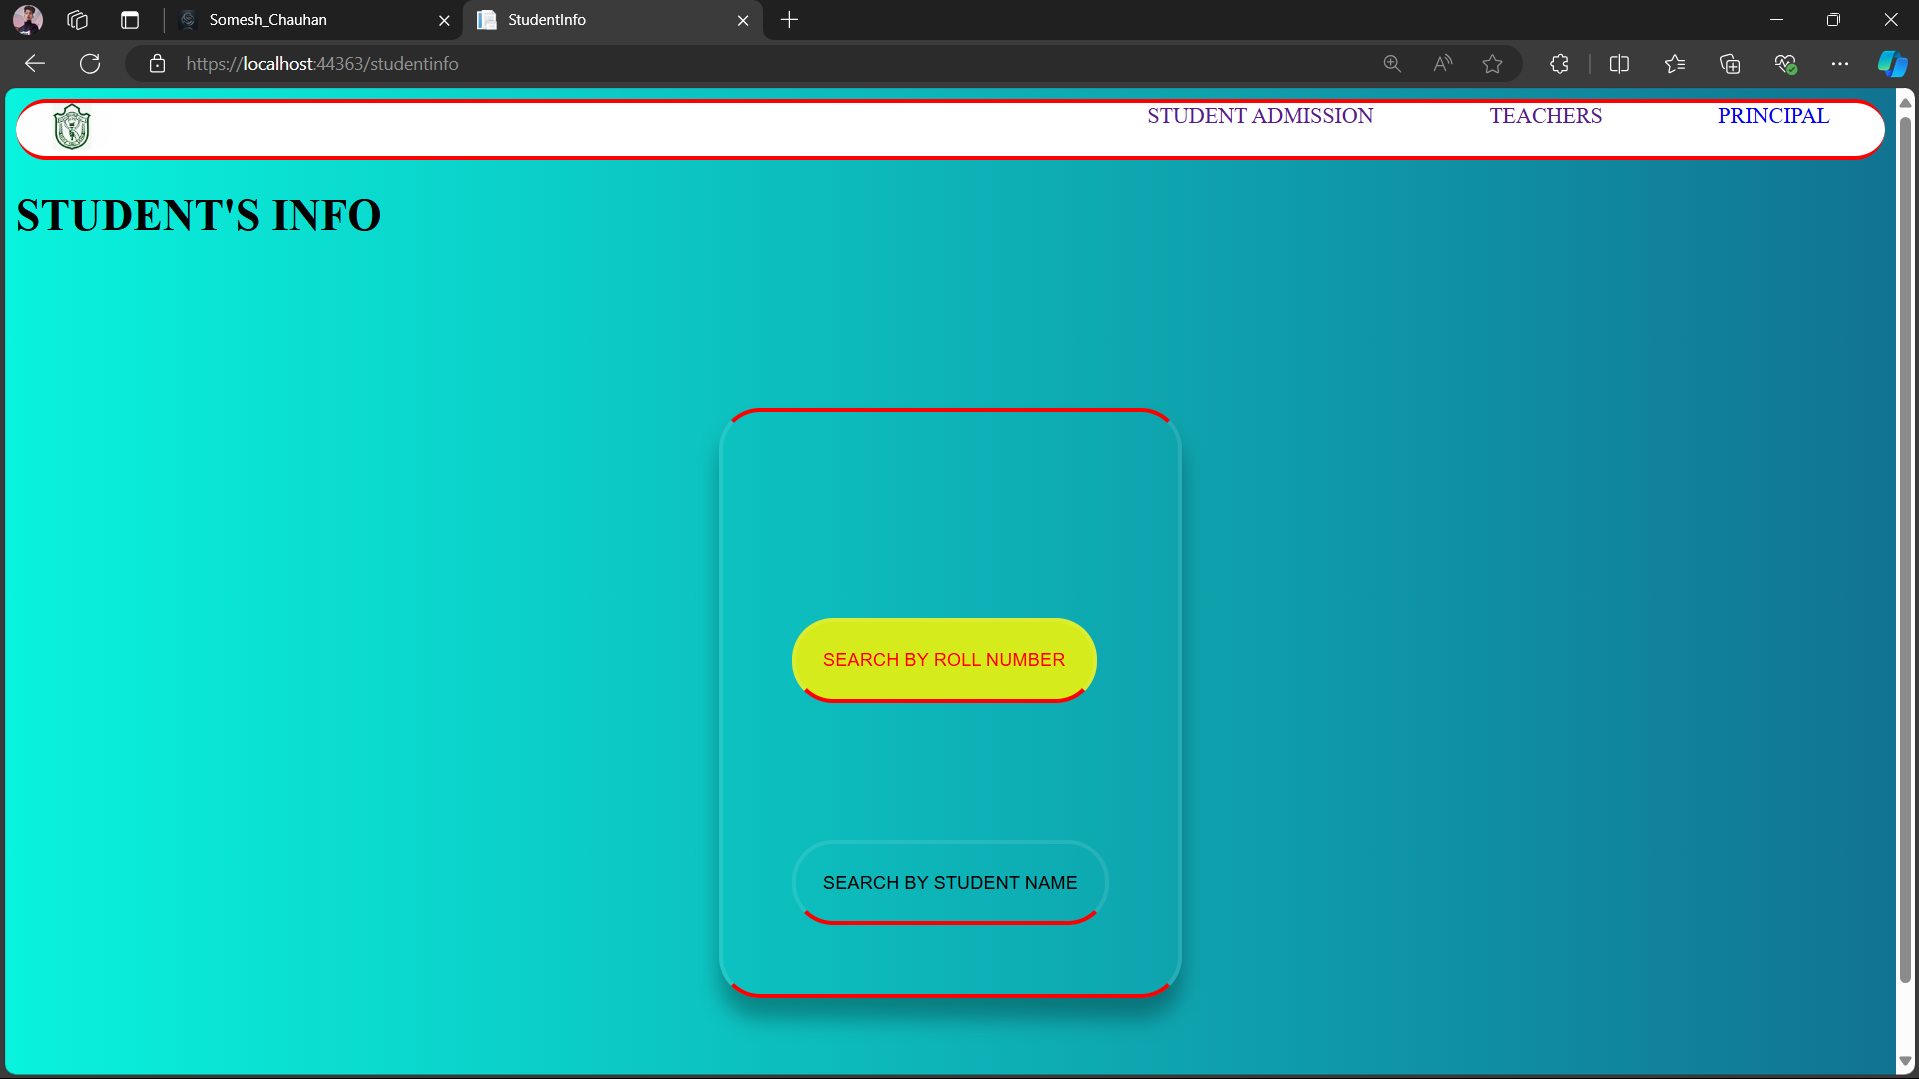 Somesh_Chauhan
StudentInfo
https://localhost:44363/studentinfo
STUDENT ADMISSION TEACHERS PRINCIPAL
STUDENT'S INFO
SEARCH BY ROLL NUMBER
SEARCH BY STUDENT NAME